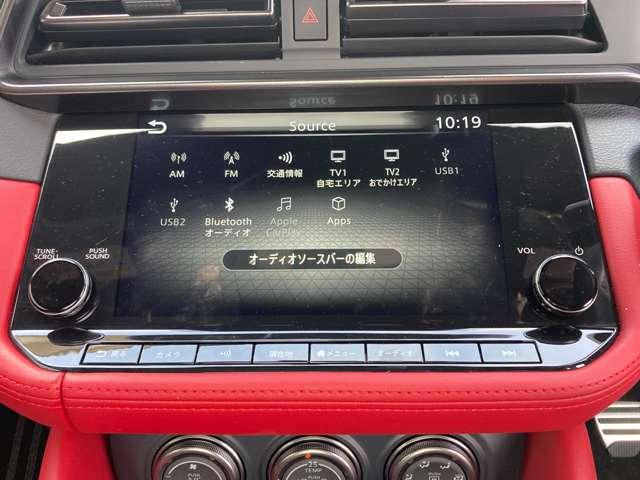 Source 10:19
AM FM 交通情報 TV1 自宅エリア TV2 おでかけエリア USB1
USB2 Bluetooth オーディオ Apple CarPlay Apps
オーディオソースバーの編集
TUNE・SCROLL PUSH SOUND
VOL
戻る カメラ 現在地 メニュー オーディオ
25
TEMP